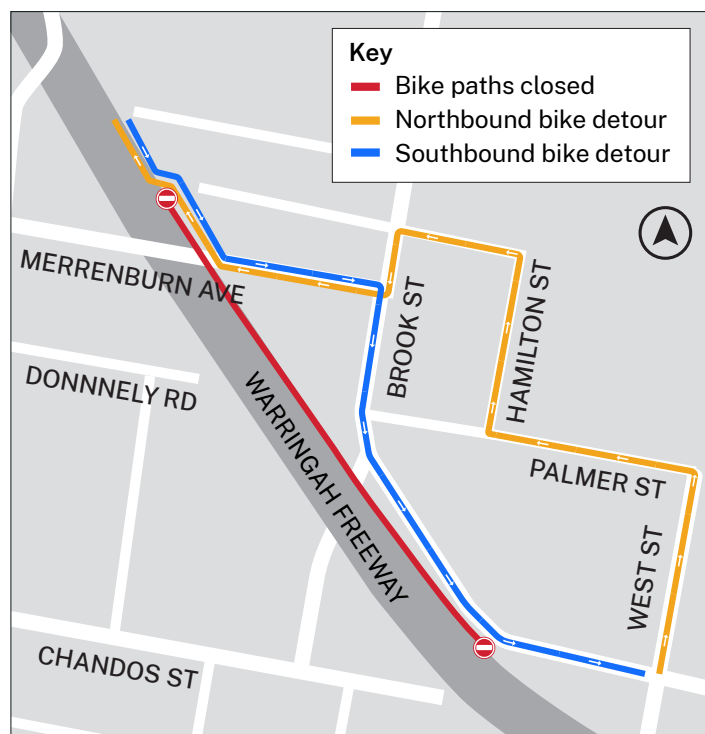 Key
Bike paths closed
Northbound bike detour
Southbound bike detour
MERRENBURN AVE
BROOK ST
HAMILTON ST
DONNNELY RD
WARRINGAH FREEWAY
PALMER ST
WEST ST
CHANDOS ST